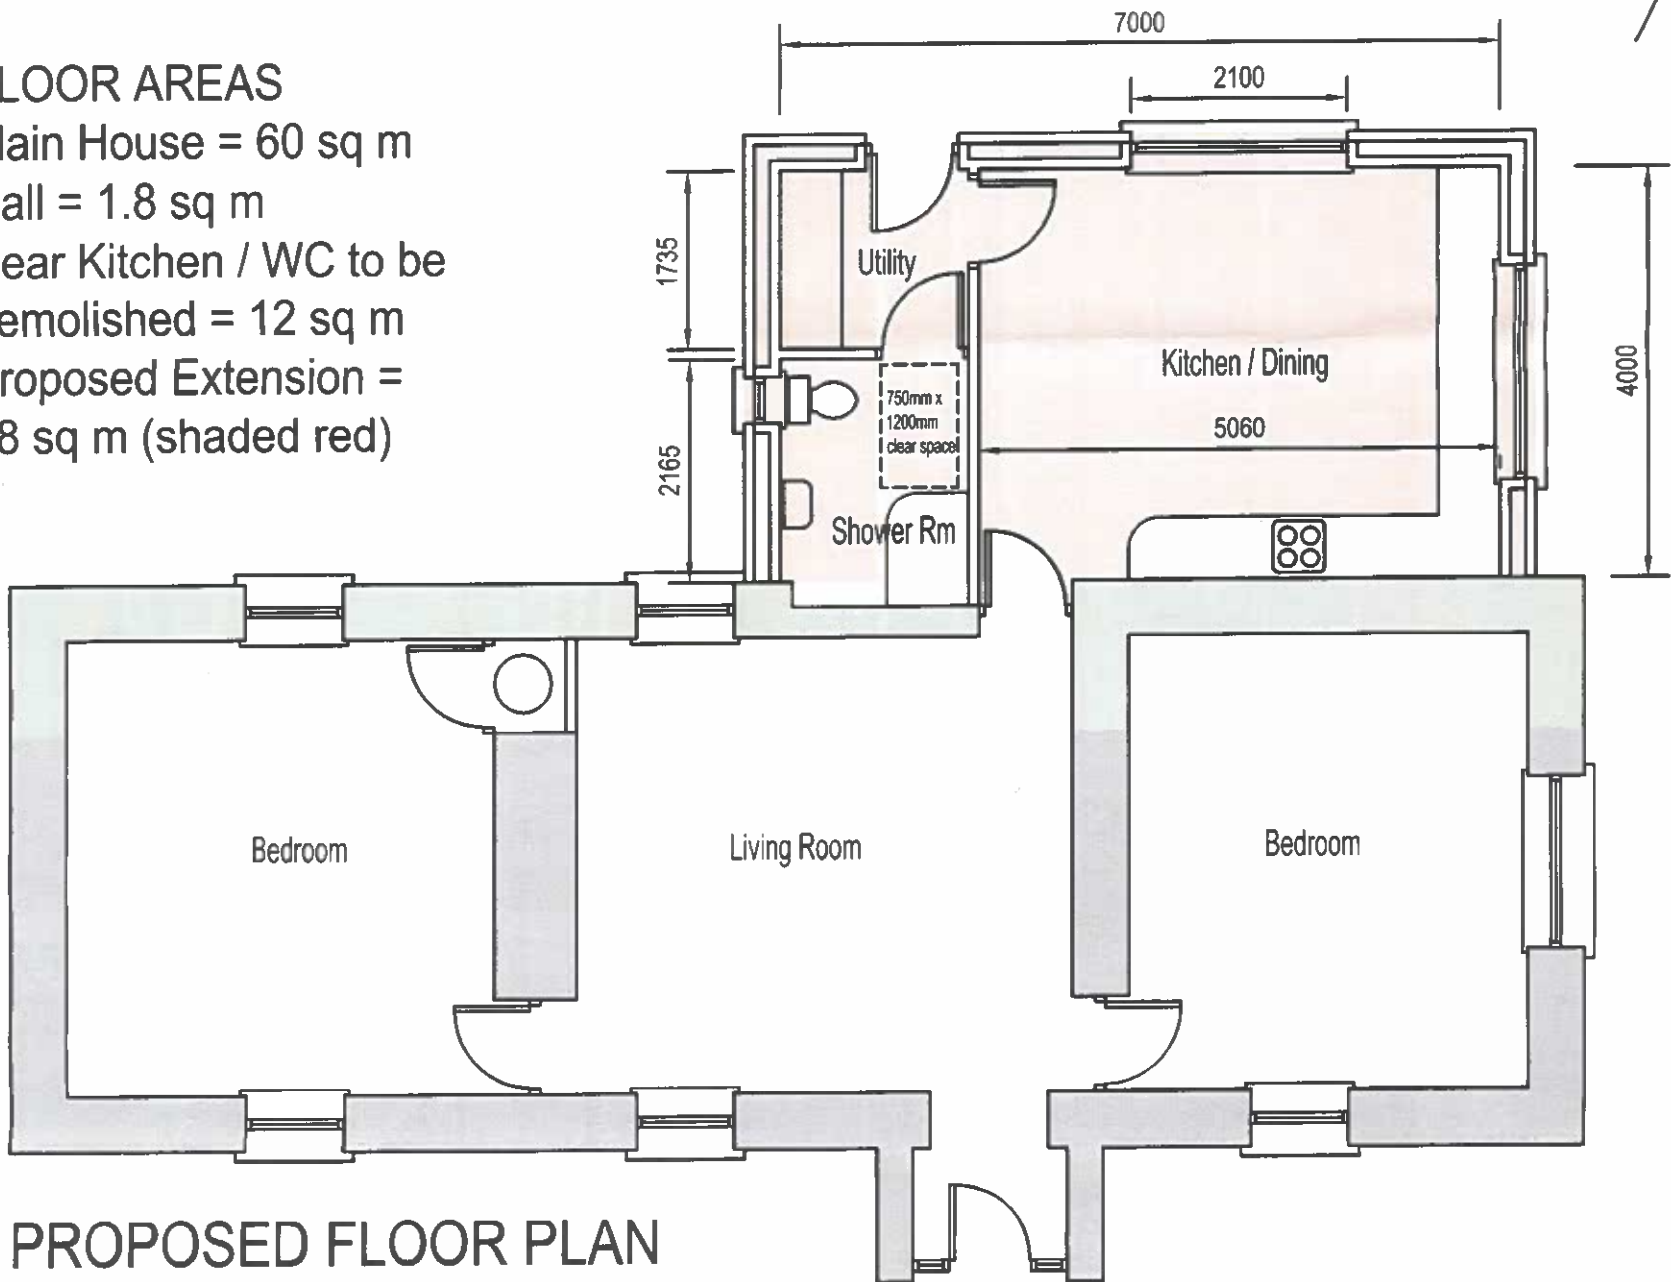 LOOR AREAS
Main House = 60 sq m
all = 1.8 sq m
ear Kitchen / WC to be
emolished = 12 sq m
roposed Extension =
8 sq m (shaded red)
7000
2100
1735
Utility
Kitchen / Dining
4000
750mm x
1200mm
clear space
5060
2165
Shower Rm
Bedroom
Living Room
Bedroom
PROPOSED FLOOR PLAN